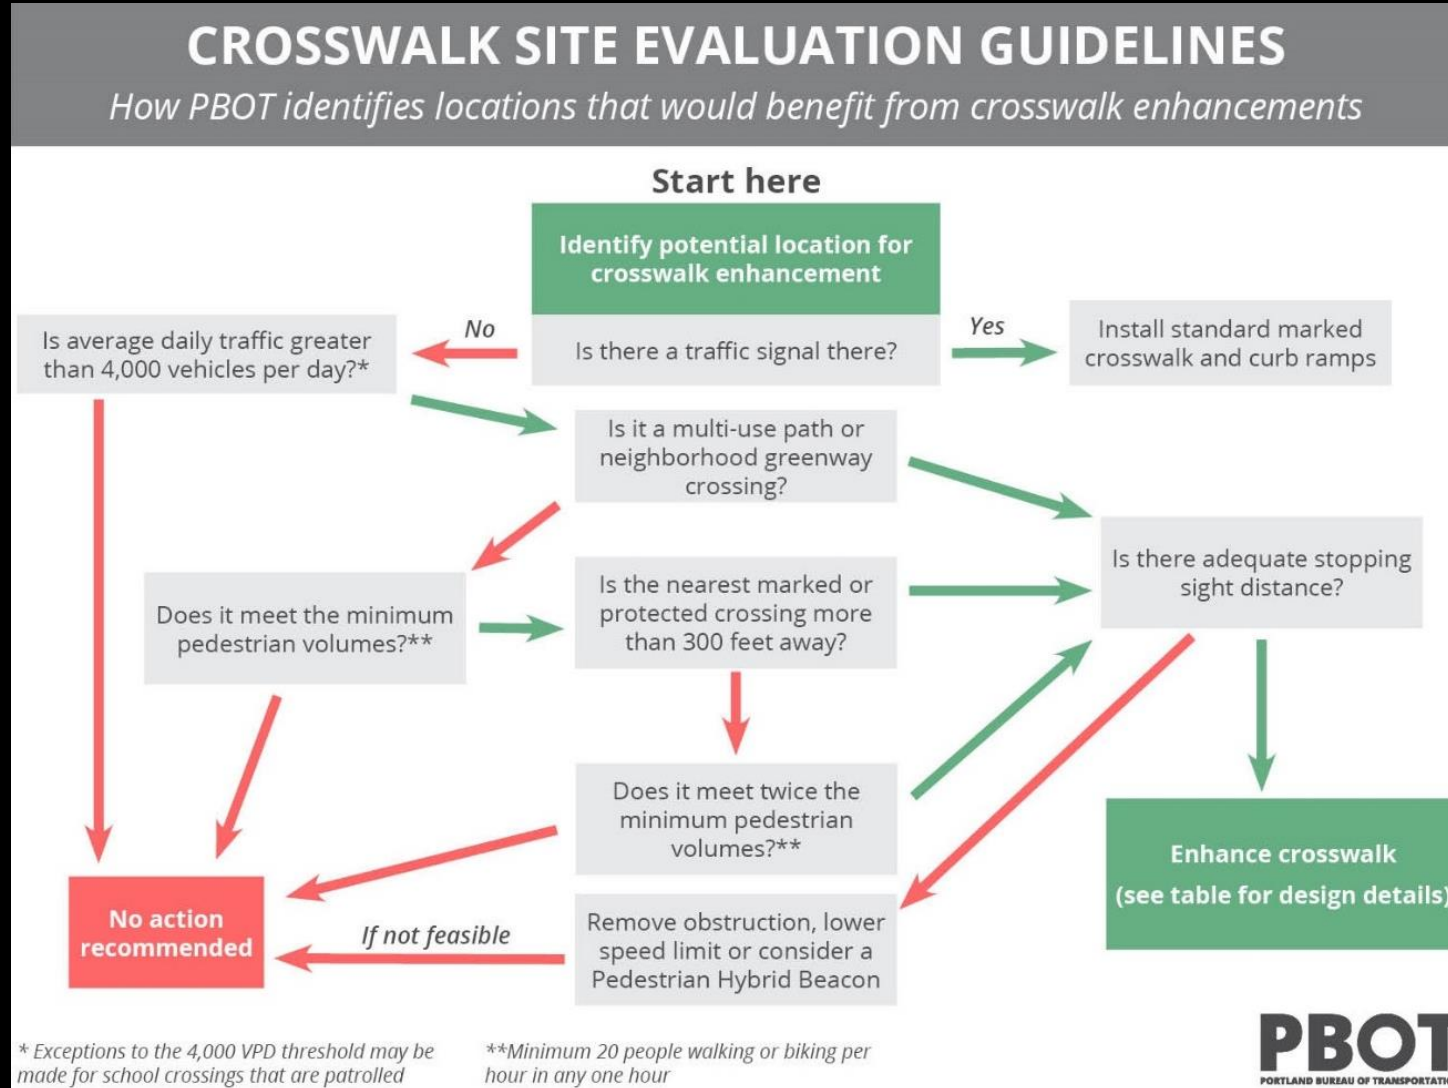 CROSSWALK SITE EVALUATION GUIDELINES
How PBOT identifies locations that would benefit from crosswalk enhancements
Start here
Identify potential location for
crosswalk enhancement
Is there a traffic signal there?
No
Yes
Is average daily traffic greater
than 4,000 vehicles per day?*
Install standard marked
crosswalk and curb ramps
Is it a multi-use path or
neighborhood greenway
crossing?
Is there adequate stopping
sight distance?
Does it meet the minimum
pedestrian volumes?**
Is the nearest marked or
protected crossing more
than 300 feet away?
Does it meet twice the
minimum pedestrian
volumes?**
Enhance crosswalk
(see table for design details)
No action
recommended
If not feasible
Remove obstruction, lower
speed limit or consider a
Pedestrian Hybrid Beacon
* Exceptions to the 4,000 VPD threshold may be
made for school crossings that are patrolled
**Minimum 20 people walking or biking per
hour in any one hour
PBOT
PORTLAND BUREAU OF TRANSPORTATIO